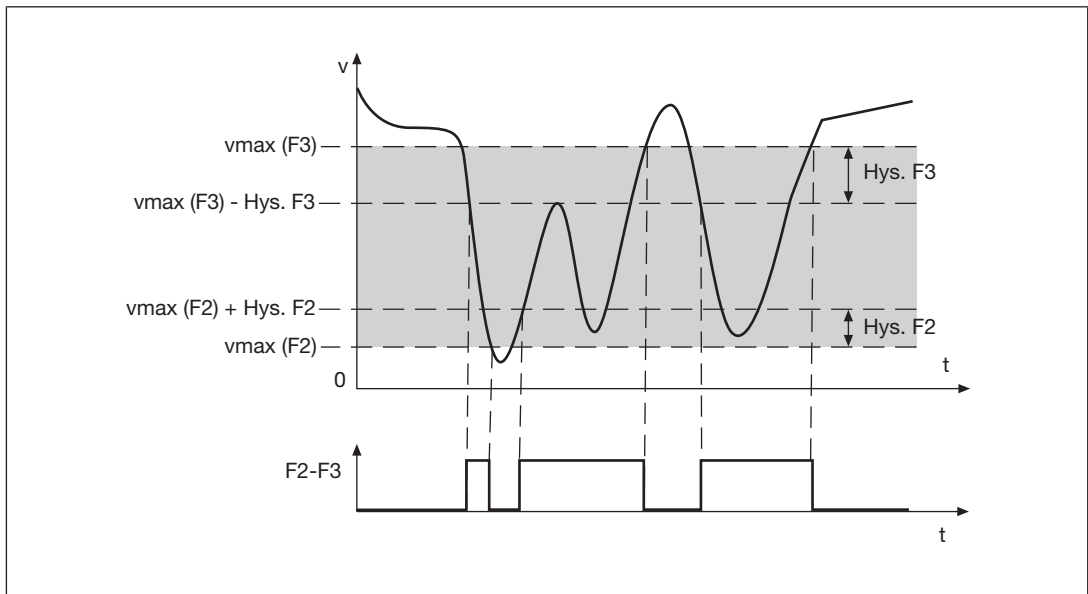 v
vmax (F3)
Hys. F3
vmax (F3) - Hys. F3
vmax (F2) + Hys. F2
Hys. F2
vmax (F2)
t
0
F2-F3
t